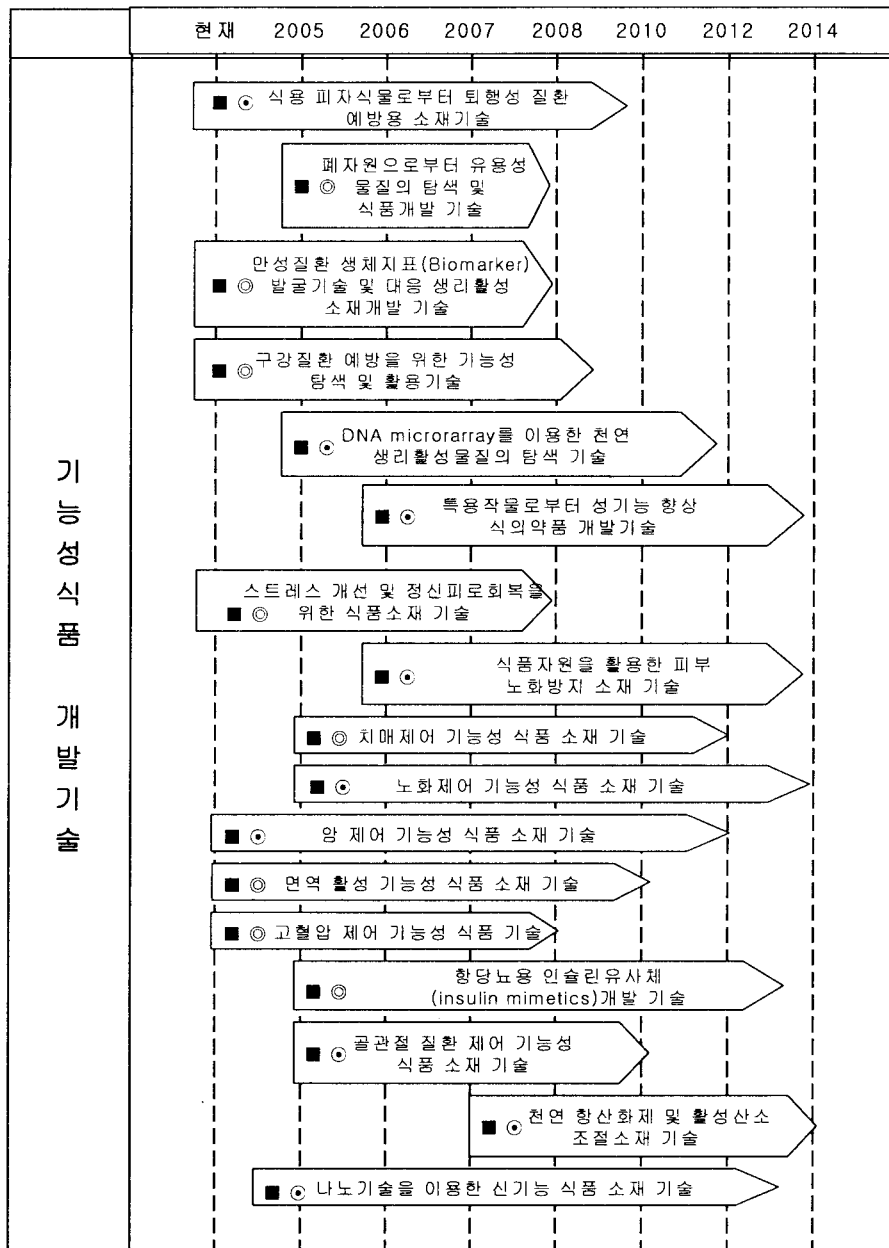 현재 2005 2006 2007 2008 2010 2012 2014
기능성식품 개발기술
■ ⊙ 식용 피자식물로부터 퇴행성 질환
예방용 소재기술
폐자원으로부터 유용성
■ ◎ 물질의 탐색 및
식품개발 기술
만성질환 생체지표(Biomarker)
■ ◎ 발굴기술 및 대응 생리활성
소재개발 기술
■ ◎ 구강질환 예방을 위한 기능성
탐색 및 활용기술
■ ⊙ DNA microrarray를 이용한 천연
생리활성물질의 탐색 기술
■ ⊙ 특용작물로부터 성기능 향상
식의약품 개발기술
스트레스 개선 및 정신피로회복을
■ ◎ 위한 식품소재 기술
■ ⊙ 식품자원을 활용한 피부
노화방지 소재 기술
■ ◎ 치매제어 기능성 식품 소재 기술
■ ⊙ 노화제어 기능성 식품 소재 기술
■ ⊙ 암 제어 기능성 식품 소재 기술
■ ◎ 면역 활성 기능성 식품 소재 기술
■ ◎ 고혈압 제어 기능성 식품 기술
■ ◎ 항당뇨용 인슐린유사체
(insulin mimetics)개발 기술
■ ⊙ 골관절 질환 제어 기능성
식품 소재 기술
■ ⊙ 천연 항산화제 및 활성산소
조절소재 기술
■ ⊙ 나노기술을 이용한 신기능 식품 소재 기술